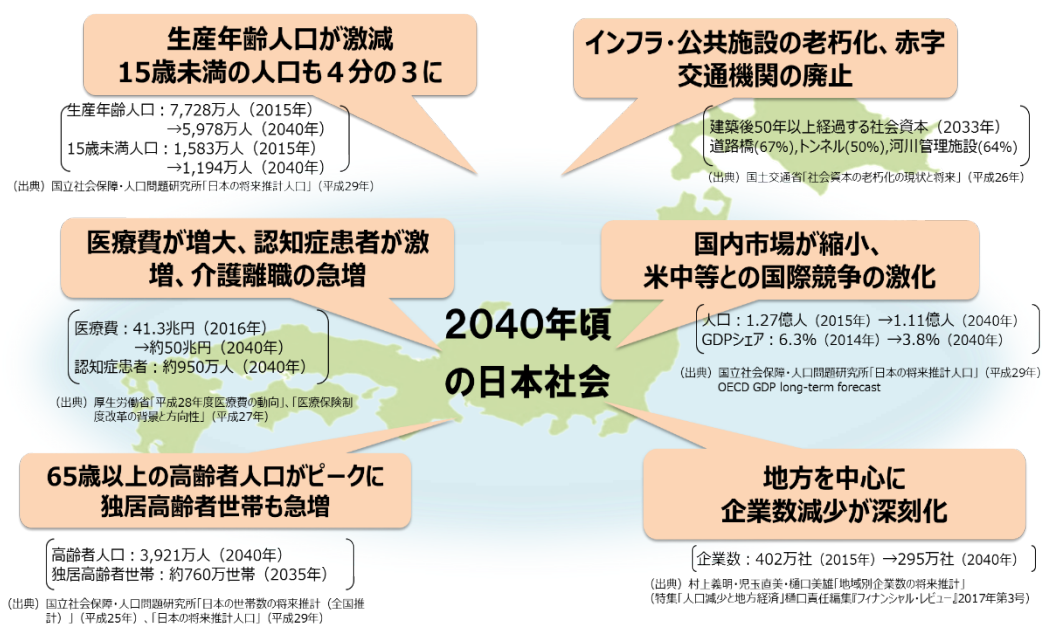 生産年齢人口が激減
15歳未満の人口も4分の3に
生産年齢人口：7,728万人（2015年）
→5,978万人（2040年）
15歳未満人口：1,583万人（2015年）
→1,194万人（2040年）
（出典）国立社会保障・人口問題研究所「日本の将来推計人口」（平成29年）
インフラ・公共施設の老朽化、赤字
交通機関の廃止
建築後50年以上経過する社会資本（2033年）
道路橋(67%),トンネル(50%),河川管理施設(64%)
（出典）国土交通省「社会資本の老朽化の現状と将来」（平成26年）
医療費が増大、認知症患者が激
増、介護離職の急増
医療費：41.3兆円（2016年）
→約50兆円（2040年）
認知症患者：約950万人（2040年）
（出典）厚生労働省「平成28年度医療費の動向」、「医療保険制
度改革の背景と方向性」（平成27年）
2040年頃
の日本社会
国内市場が縮小、
米中等との国際競争の激化
人口：1.27億人（2015年）→1.11億人（2040年）
GDPシェア：6.3%（2014年）→3.8%（2040年）
（出典）国立社会保障・人口問題研究所「日本の将来推計人口」（平成29年）
OECD GDP long-term forecast
65歳以上の高齢者人口がピークに
独居高齢者世帯も急増
高齢者人口：3,921万人（2040年）
独居高齢者世帯：約760万世帯（2035年）
（出典）国立社会保障・人口問題研究所「日本の世帯数の将来推計（全国推
計）」（平成25年）、「日本の将来推計人口」（平成29年）
地方を中心に
企業数減少が深刻化
企業数：402万社（2015年）→295万社（2040年）
（出典）村上義明・児玉直美・樋口美雄「地域別企業数の将来推計」
（特集「人口減少と地方経済」樋口責任編集『フィナンシャル・レビュー』2017年第3号）